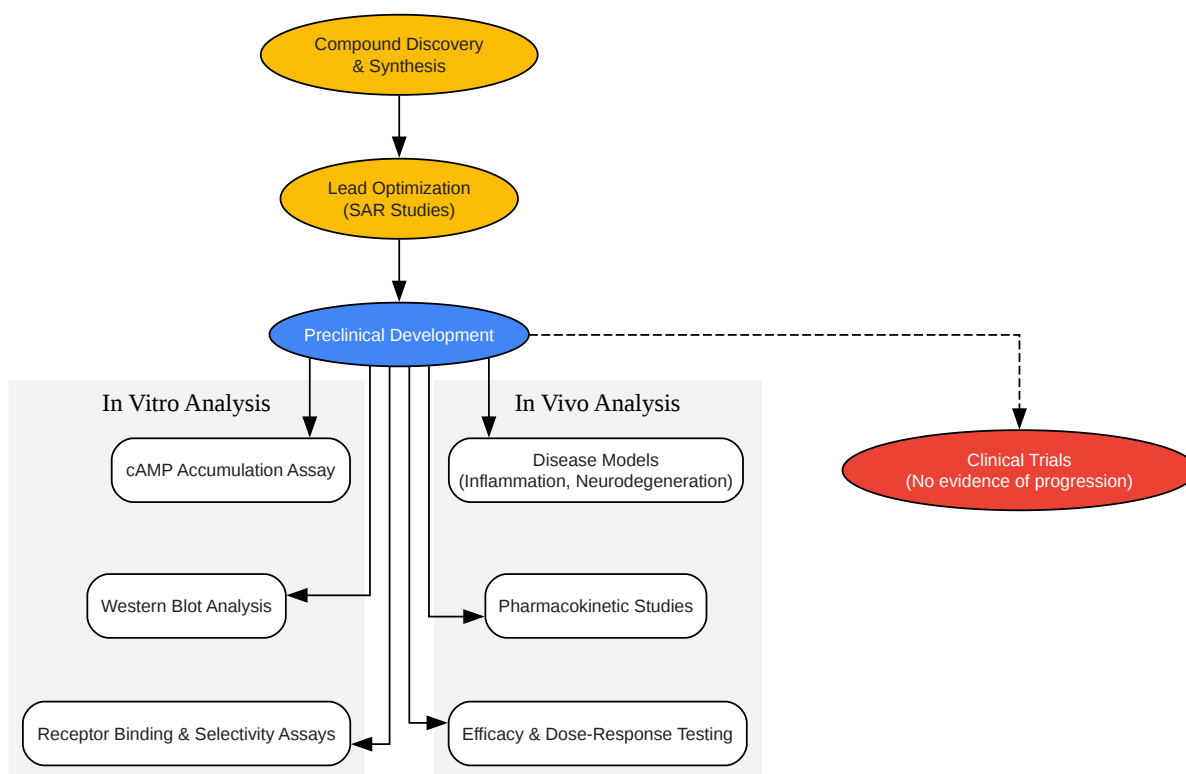 Compound Discovery
& Synthesis
Lead Optimization
(SAR Studies)
Preclinical Development
In Vitro Analysis
In Vivo Analysis
cAMP Accumulation Assay
Disease Models
(Inflammation, Neurodegeneration)
Clinical Trials
(No evidence of progression)
Western Blot Analysis
Pharmacokinetic Studies
Receptor Binding & Selectivity Assays
Efficacy & Dose-Response Testing